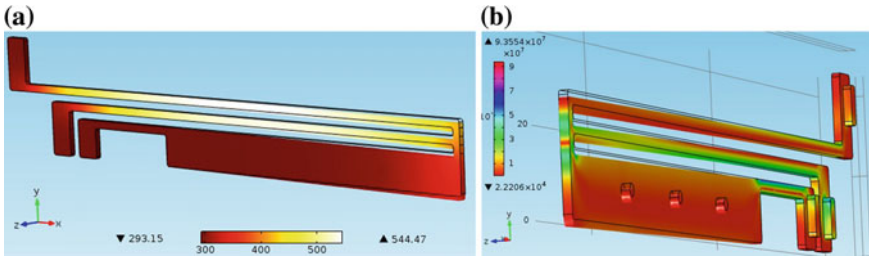 (a)
y
z
x
▼ 293.15
300
400
500
▲ 544.47
(b)
▲ 9.3554×10⁷
×10⁷
9
7
5
3
1
▼ 2.2206×10⁴
20
0
y
z
x